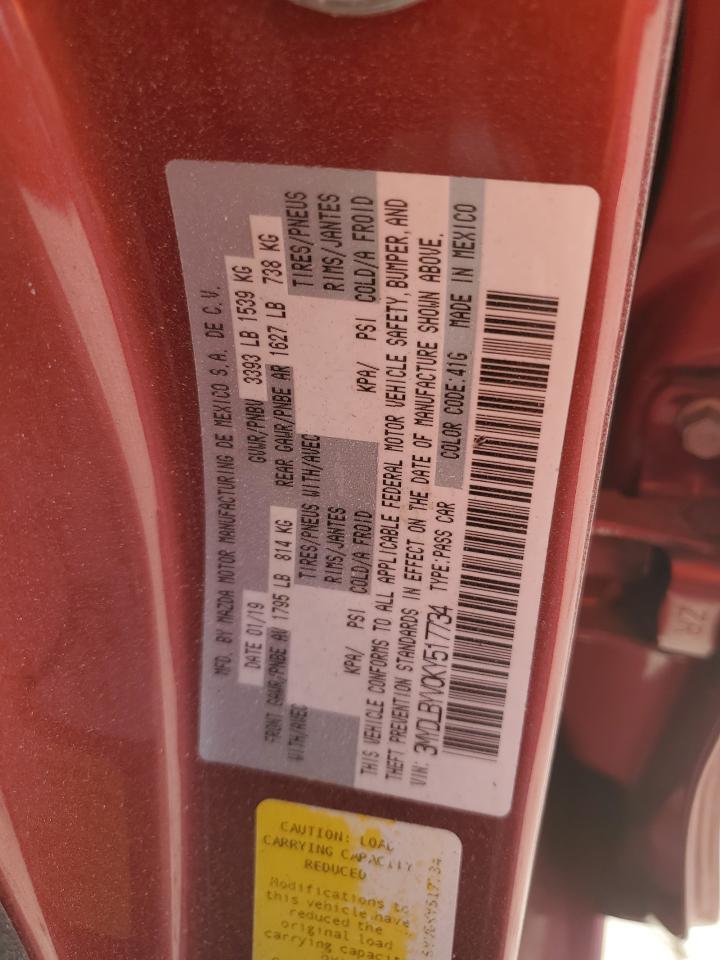 MFD. BY MAZDA MOTOR MANUFACTURING DE MEXICO S.A. DE C.V.
DATE 01/19 GVWR/PNBV 3393 LB 1539 KG
FRONT GAWR/PNBE AV 1795 LB 814 KG REAR GAWR/PNBE AR 1627 LB 738 KG
WITH/AVEC TIRES/PNEUS WITH/AVEC TIRES/PNEUS
RIMS/JANTES RIMS/JANTES
KPA/ PSI COLD/A FROID KPA/ PSI COLD/A FROID
THIS VEHICLE CONFORMS TO ALL APPLICABLE FEDERAL MOTOR VEHICLE SAFETY, BUMPER, AND
THEFT PREVENTION STANDARDS IN EFFECT ON THE DATE OF MANUFACTURE SHOWN ABOVE.
VIN: 3MYDLBYV0KY517734 TYPE:PASS CAR COLOR CODE:41G MADE IN MEXICO
CAUTION: LOAD
CARRYING CAPACITY
REDUCED
Modifications to
this vehicle have
reduced the
original load
carrying capacity